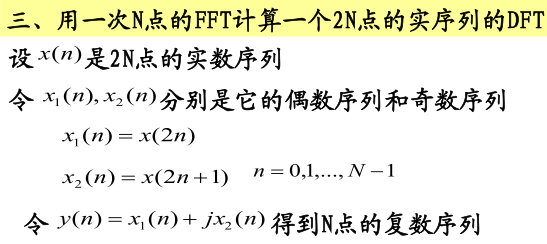 三、用一次N点的FFT计算一个2N点的实序列的DFT
设 x(n) 是2N点的实数序列
令 x₁(n), x₂(n) 分别是它的偶数序列和奇数序列
x₁(n) = x(2n)
x₂(n) = x(2n+1) n = 0,1,..., N −1
令 y(n) = x₁(n) + jx₂(n) 得到N点的复数序列